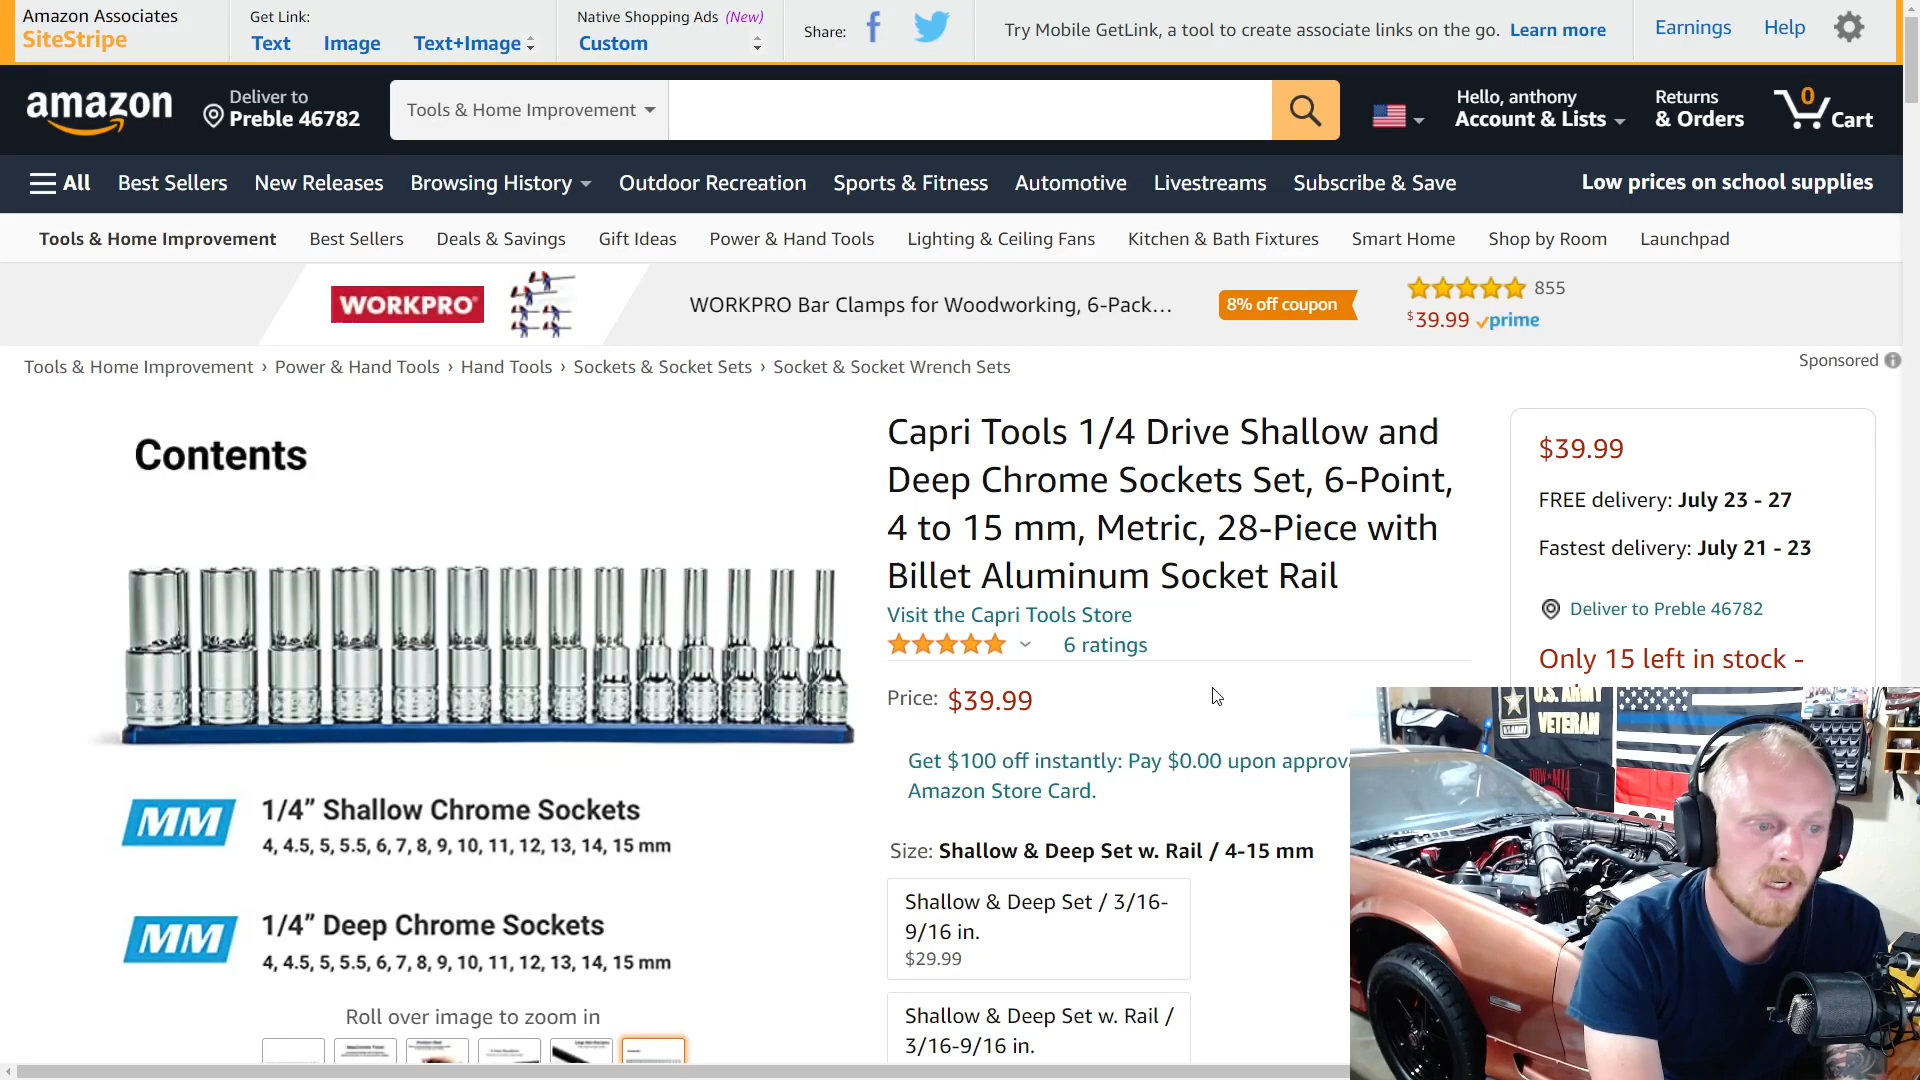 Amazon Associates
SiteStripe
Get Link:
Text Image Text+Image
Native Shopping Ads (New)
Custom
Share:
Try Mobile GetLink, a tool to create associate links on the go. Learn more
Earnings Help
amazon
Deliver to
Preble 46782
Tools & Home Improvement
Hello, anthony
Account & Lists
Returns
& Orders
0
Cart
All Best Sellers New Releases Browsing History Outdoor Recreation Sports & Fitness Automotive Livestreams Subscribe & Save Low prices on school supplies
Tools & Home Improvement Best Sellers Deals & Savings Gift Ideas Power & Hand Tools Lighting & Ceiling Fans Kitchen & Bath Fixtures Smart Home Shop by Room Launchpad
WORKPRO
WORKPRO Bar Clamps for Woodworking, 6-Pack...
8% off coupon
855
$39.99 prime
Sponsored
Tools & Home Improvement › Power & Hand Tools › Hand Tools › Sockets & Socket Sets › Socket & Socket Wrench Sets
Contents
MM 1/4” Shallow Chrome Sockets
4, 4.5, 5, 5.5, 6, 7, 8, 9, 10, 11, 12, 13, 14, 15 mm
MM 1/4” Deep Chrome Sockets
4, 4.5, 5, 5.5, 6, 7, 8, 9, 10, 11, 12, 13, 14, 15 mm
Roll over image to zoom in
Capri Tools 1/4 Drive Shallow and
Deep Chrome Sockets Set, 6-Point,
4 to 15 mm, Metric, 28-Piece with
Billet Aluminum Socket Rail
Visit the Capri Tools Store
6 ratings
Price: $39.99
Get $100 off instantly: Pay $0.00 upon approv
Amazon Store Card.
Size: Shallow & Deep Set w. Rail / 4-15 mm
Shallow & Deep Set / 3/16-
9/16 in.
$29.99
Shallow & Deep Set w. Rail /
3/16-9/16 in.
$39.99
FREE delivery: July 23 - 27
Fastest delivery: July 21 - 23
Deliver to Preble 46782
Only 15 left in stock -
U.S. ARMY
VETERAN